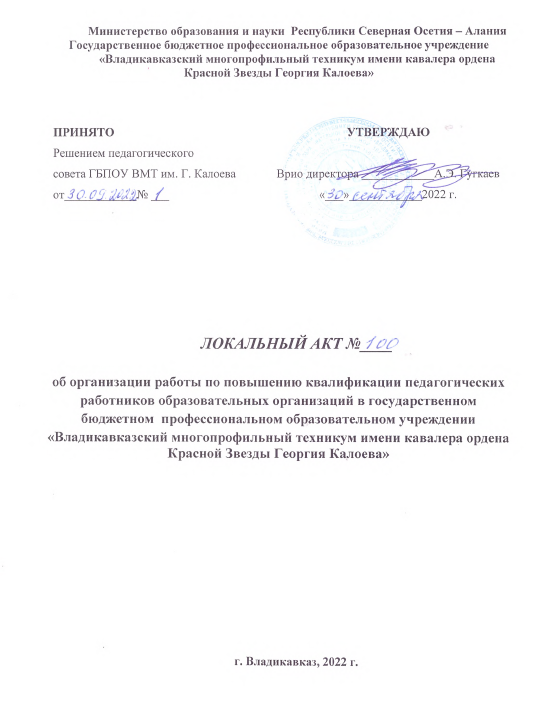 Министерство образования и науки Республики Северная Осетия – Алания
Государственное бюджетное профессиональное образовательное учреждение
«Владикавказский многопрофильный техникум имени кавалера ордена
Красной Звезды Георгия Калоева»
ПРИНЯТО
Решением педагогического
совета ГБПОУ ВМТ им. Г. Калоева
от 30.09.2022 № 1
УТВЕРЖДАЮ
Врио директора А.Э. Гугкаев
«30» сентября 2022 г.
ЛОКАЛЬНЫЙ АКТ № 100
об организации работы по повышению квалификации педагогических
работников образовательных организаций в государственном
бюджетном профессиональном образовательном учреждении
«Владикавказский многопрофильный техникум имени кавалера ордена
Красной Звезды Георгия Калоева»
г. Владикавказ, 2022 г.